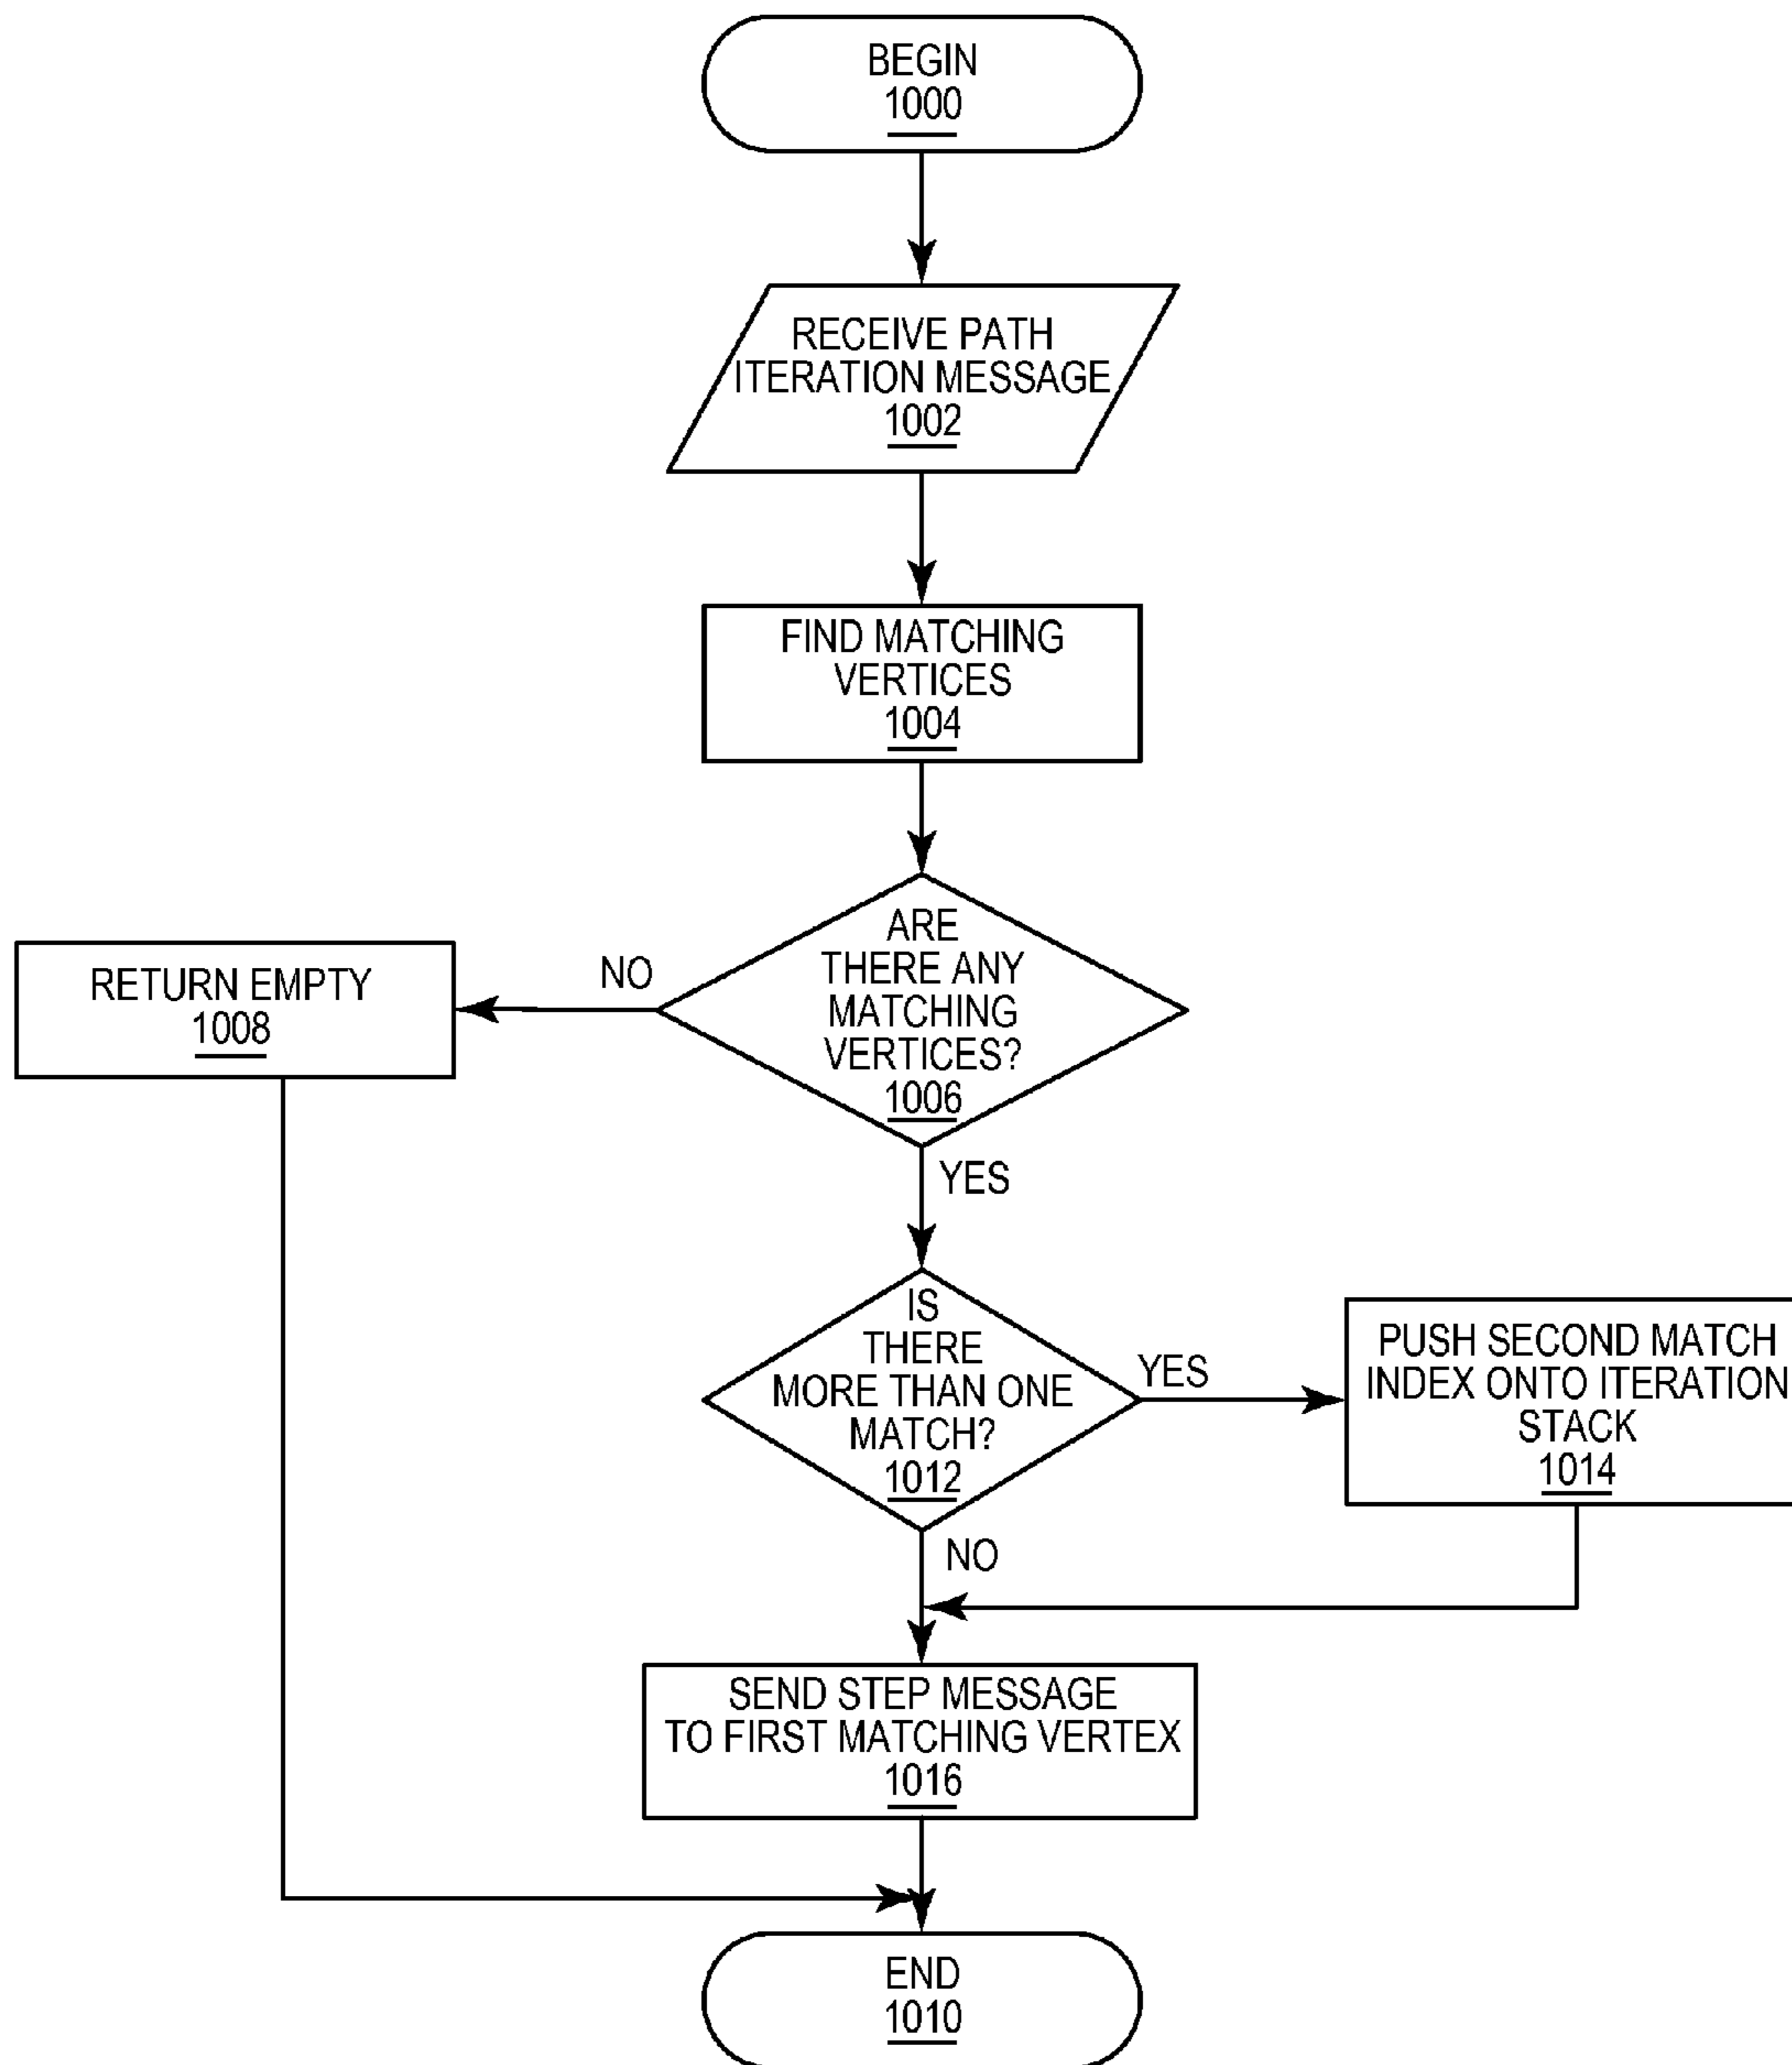 BEGIN
1000
RECEIVE PATH
ITERATION MESSAGE
1002
FIND MATCHING
VERTICES
1004
ARE
THERE ANY
MATCHING
VERTICES?
1006
NO
RETURN EMPTY
1008
YES
IS
THERE
MORE THAN ONE
MATCH?
1012
YES
PUSH SECOND MATCH
INDEX ONTO ITERATION
STACK
1014
NO
SEND STEP MESSAGE
TO FIRST MATCHING VERTEX
1016
END
1010